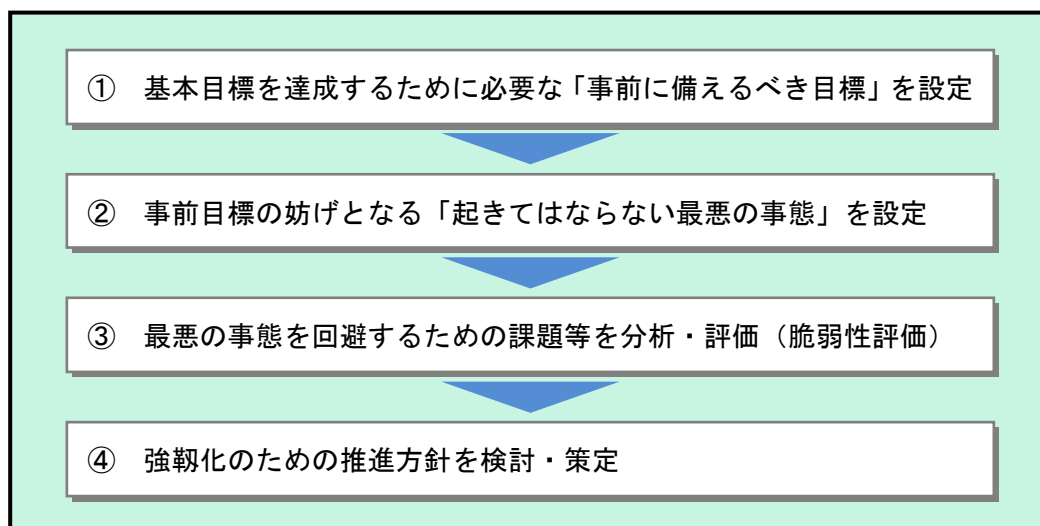 ① 基本目標を達成するために必要な「事前に備えるべき目標」を設定
② 事前目標の妨げとなる「起きてはならない最悪の事態」を設定
③ 最悪の事態を回避するための課題等を分析・評価（脆弱性評価）
④ 強靱化のための推進方針を検討・策定